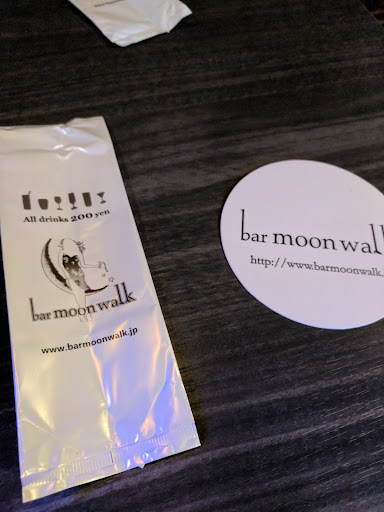 All drinks 200 yen
bar moon walk
www.barmoonwalk.jp
bar moon walk
http://www.barmoonwalk.